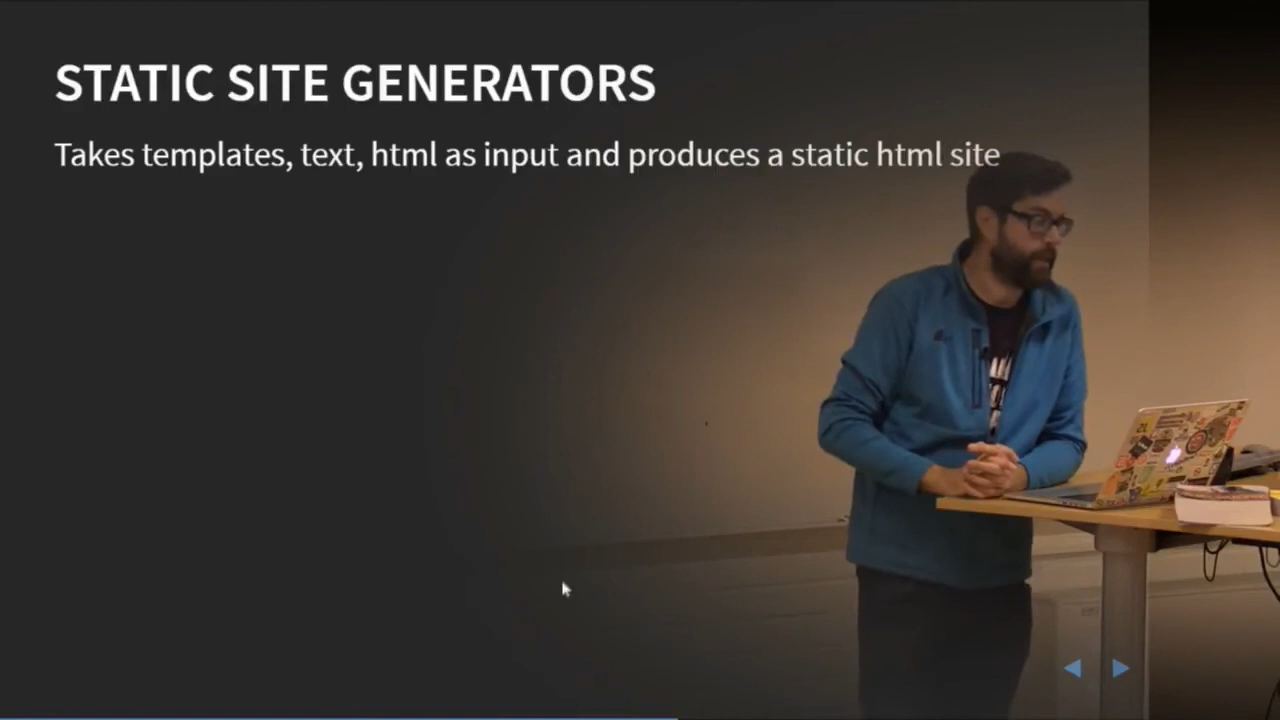 STATIC SITE GENERATORS
Takes templates, text, html as input and produces a static html site